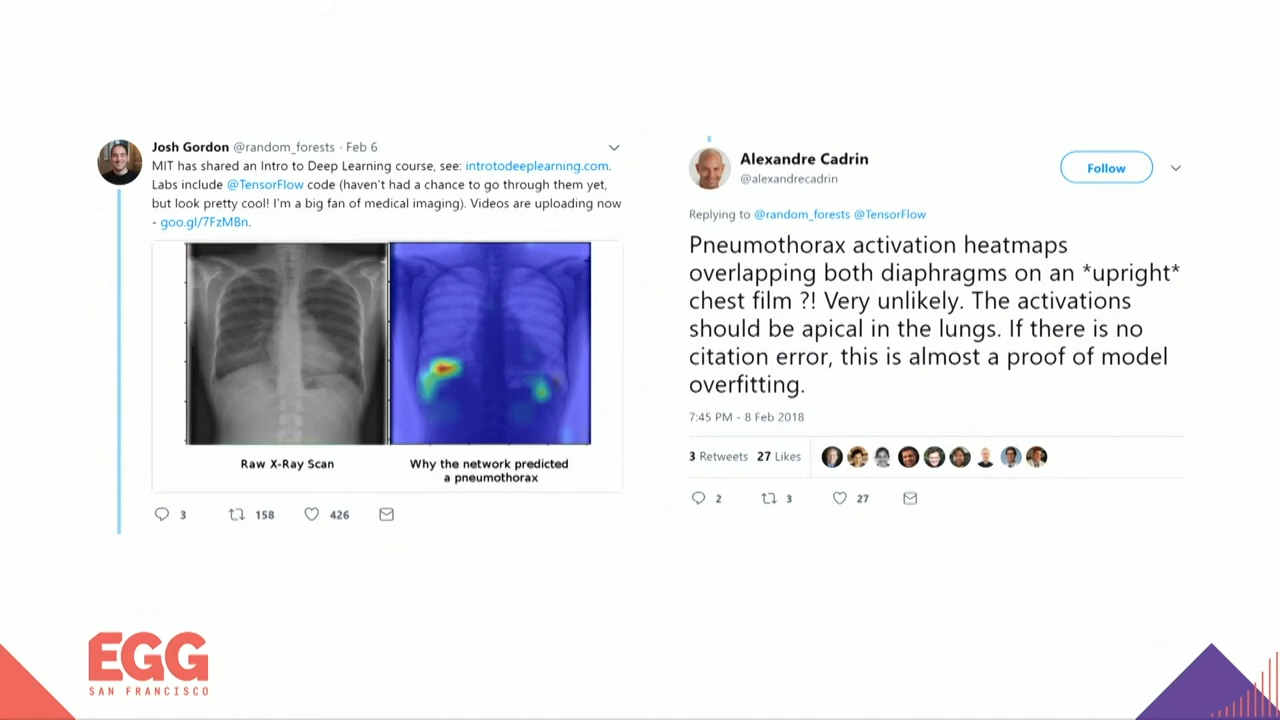 Josh Gordon @random_forests · Feb 6
MIT has shared an Intro to Deep Learning course, see: introtodeeplearning.com.
Labs include @TensorFlow code (haven't had a chance to go through them yet,
but look pretty cool! I'm a big fan of medical imaging). Videos are uploading now
- goo.gl/7FzMBn.
Raw X-Ray Scan
Why the network predicted
a pneumothorax
3 158 426
Alexandre Cadrin
@alexandrecadrin
Follow
Replying to @random_forests @TensorFlow
Pneumothorax activation heatmaps
overlapping both diaphragms on an *upright*
chest film ?! Very unlikely. The activations
should be apical in the lungs. If there is no
citation error, this is almost a proof of model
overfitting.
7:45 PM - 8 Feb 2018
3 Retweets 27 Likes
2 3 27
EGG
SAN FRANCISCO